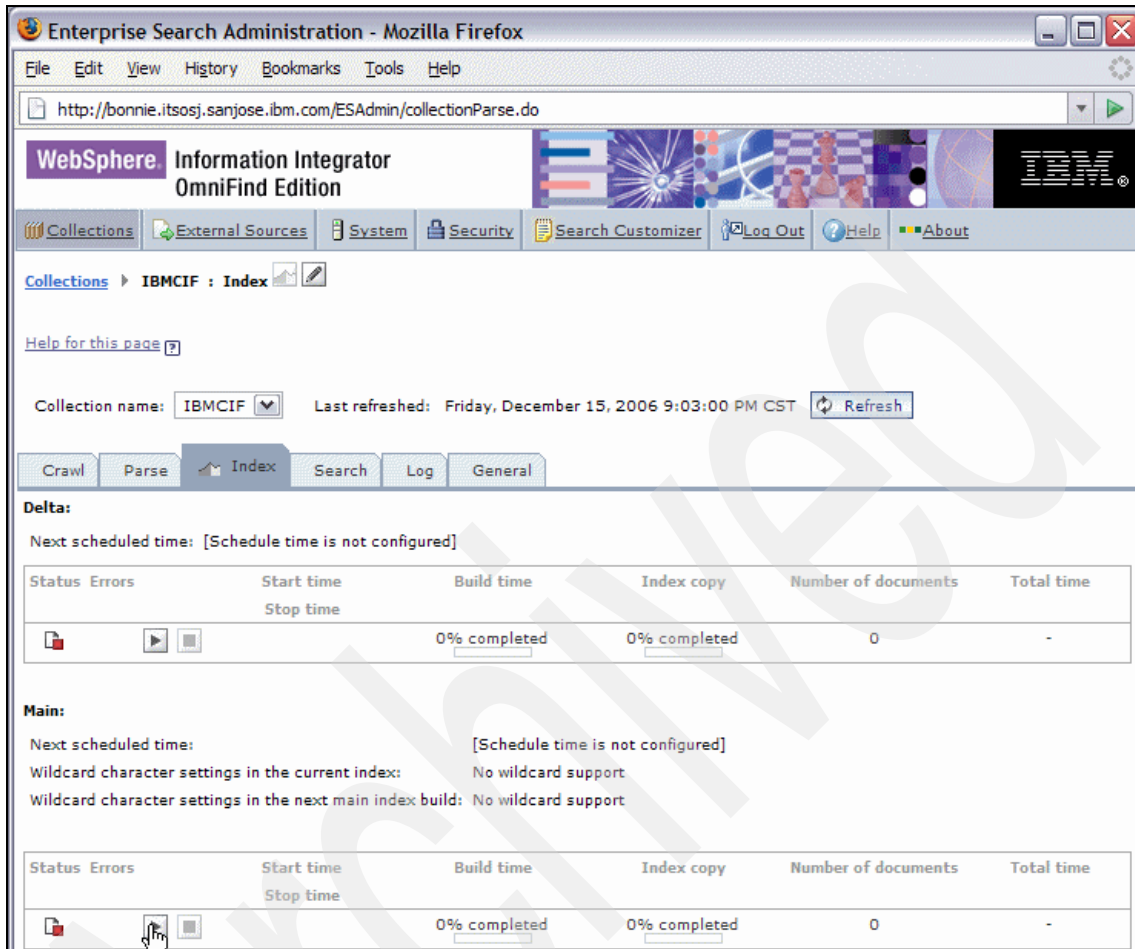 Enterprise Search Administration - Mozilla Firefox
File Edit View History Bookmarks Tools Help
http://bonnie.itsosj.sanjose.ibm.com/ESAdmin/collectionParse.do
WebSphere. Information Integrator
OmniFind Edition
IBM®
Collections External Sources System Security Search Customizer Log Out Help About
Collections IBMCIF : Index
Help for this page ?
Collection name: IBMCIF Last refreshed: Friday, December 15, 2006 9:03:00 PM CST Refresh
Crawl Parse Index Search Log General
Delta:
Next scheduled time: [Schedule time is not configured]
Status Errors Start time Build time Index copy Number of documents Total time
Stop time
0% completed 0% completed 0 -
Main:
Next scheduled time: [Schedule time is not configured]
Wildcard character settings in the current index: No wildcard support
Wildcard character settings in the next main index build: No wildcard support
Status Errors Start time Build time Index copy Number of documents Total time
Stop time
0% completed 0% completed 0 -
Archived